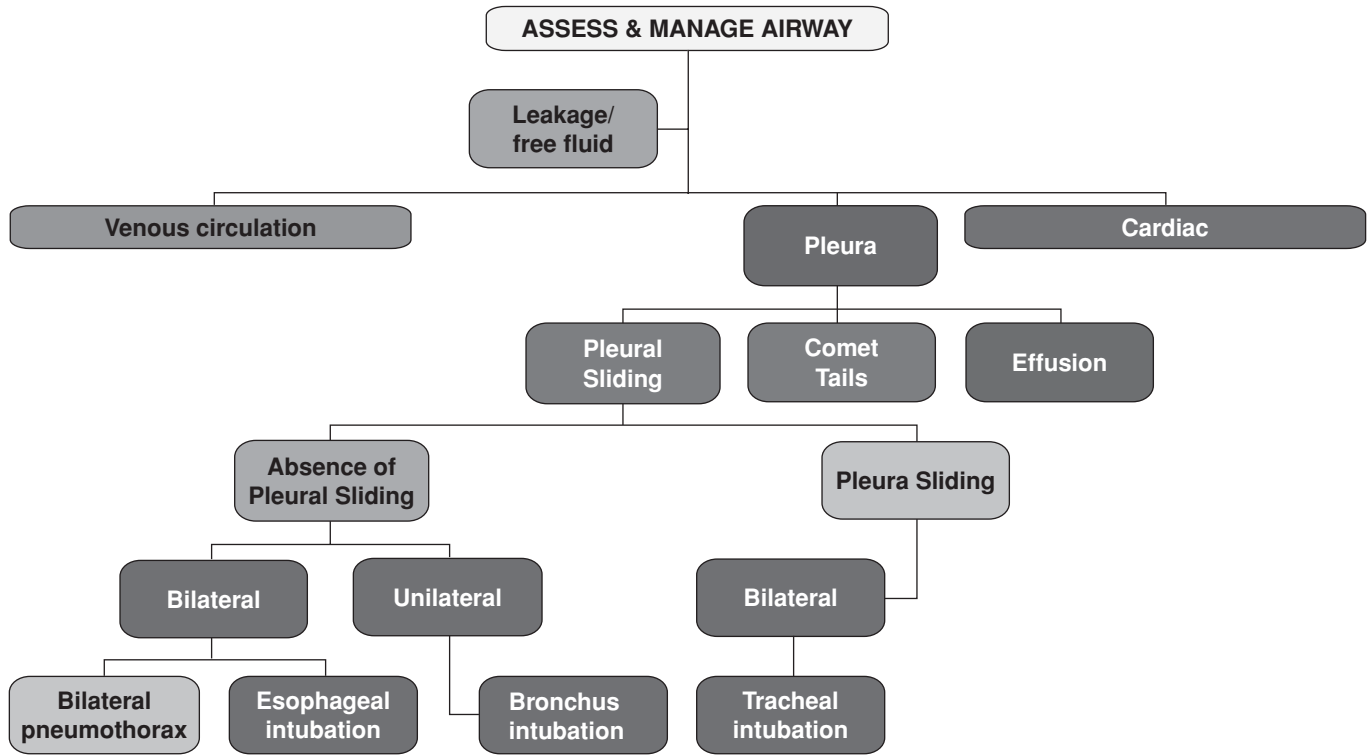 ASSESS & MANAGE AIRWAY
Leakage/
free fluid
Venous circulation
Pleura
Cardiac
Pleural
Sliding
Comet
Tails
Effusion
Absence of
Pleural Sliding
Pleura Sliding
Bilateral
Unilateral
Bilateral
Bilateral
pneumothorax
Esophageal
intubation
Bronchus
intubation
Tracheal
intubation